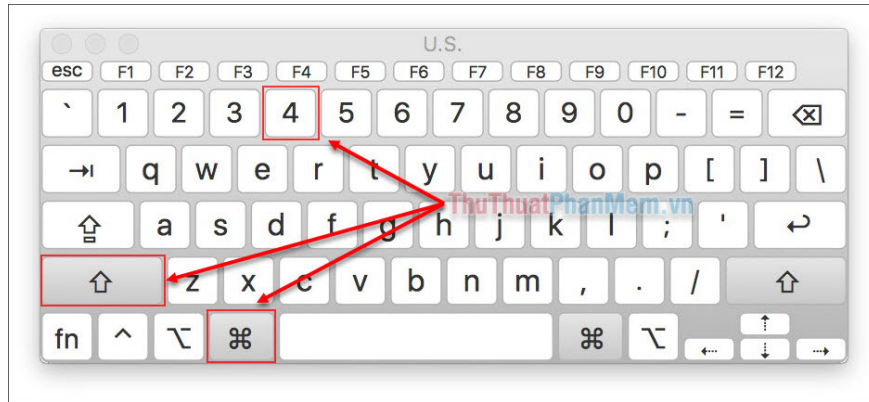 U.S.
esc F1 F2 F3 F4 F5 F6 F7 F8 F9 F10 F11 F12
` 1 2 3 4 5 6 7 8 9 0 - = ⌫
⇥ q w e r t y u i o p [ ] \
ThuThuatPhanMem.vn
⇪ a s d f g h j k l ; ' ↩
⇧ z x c v b n m , . / ⇧
fn ^ ⌥ ⌘ ⌘ ⌥ ← ↑ ↓ →